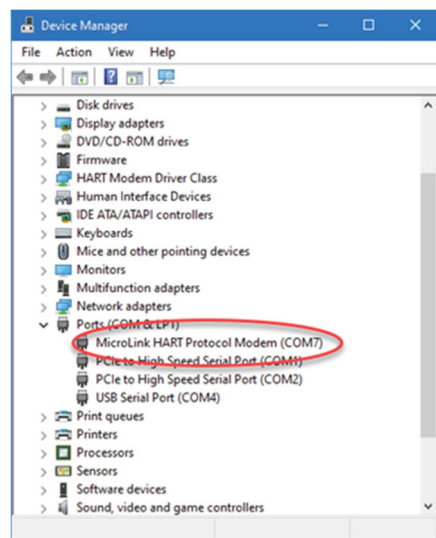 Device Manager
File Action View Help
Disk drives
Display adapters
DVD/CD-ROM drives
Firmware
HART Modem Driver Class
Human Interface Devices
IDE ATA/ATAPI controllers
Keyboards
Mice and other pointing devices
Monitors
Multifunction adapters
Network adapters
Ports (COM & LPT)
MicroLink HART Protocol Modem (COM7)
PCIe to High Speed Serial Port (COM1)
PCIe to High Speed Serial Port (COM2)
USB Serial Port (COM4)
Print queues
Printers
Processors
Sensors
Software devices
Sound, video and game controllers